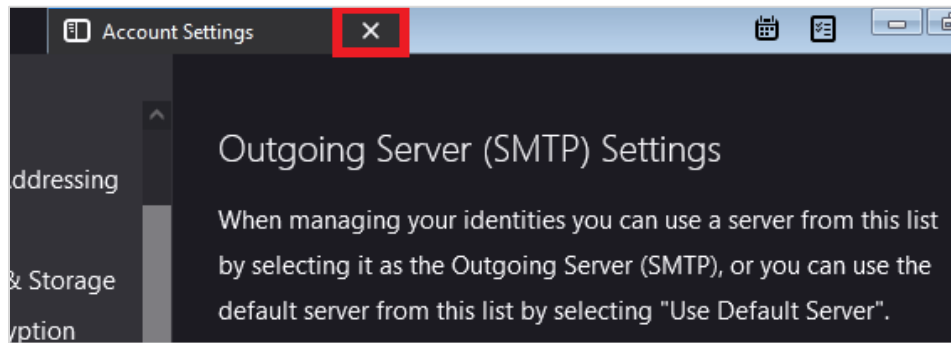 Account Settings
Outgoing Server (SMTP) Settings
ddressing
When managing your identities you can use a server from this list
by selecting it as the Outgoing Server (SMTP), or you can use the
& Storage
default server from this list by selecting "Use Default Server".
yption